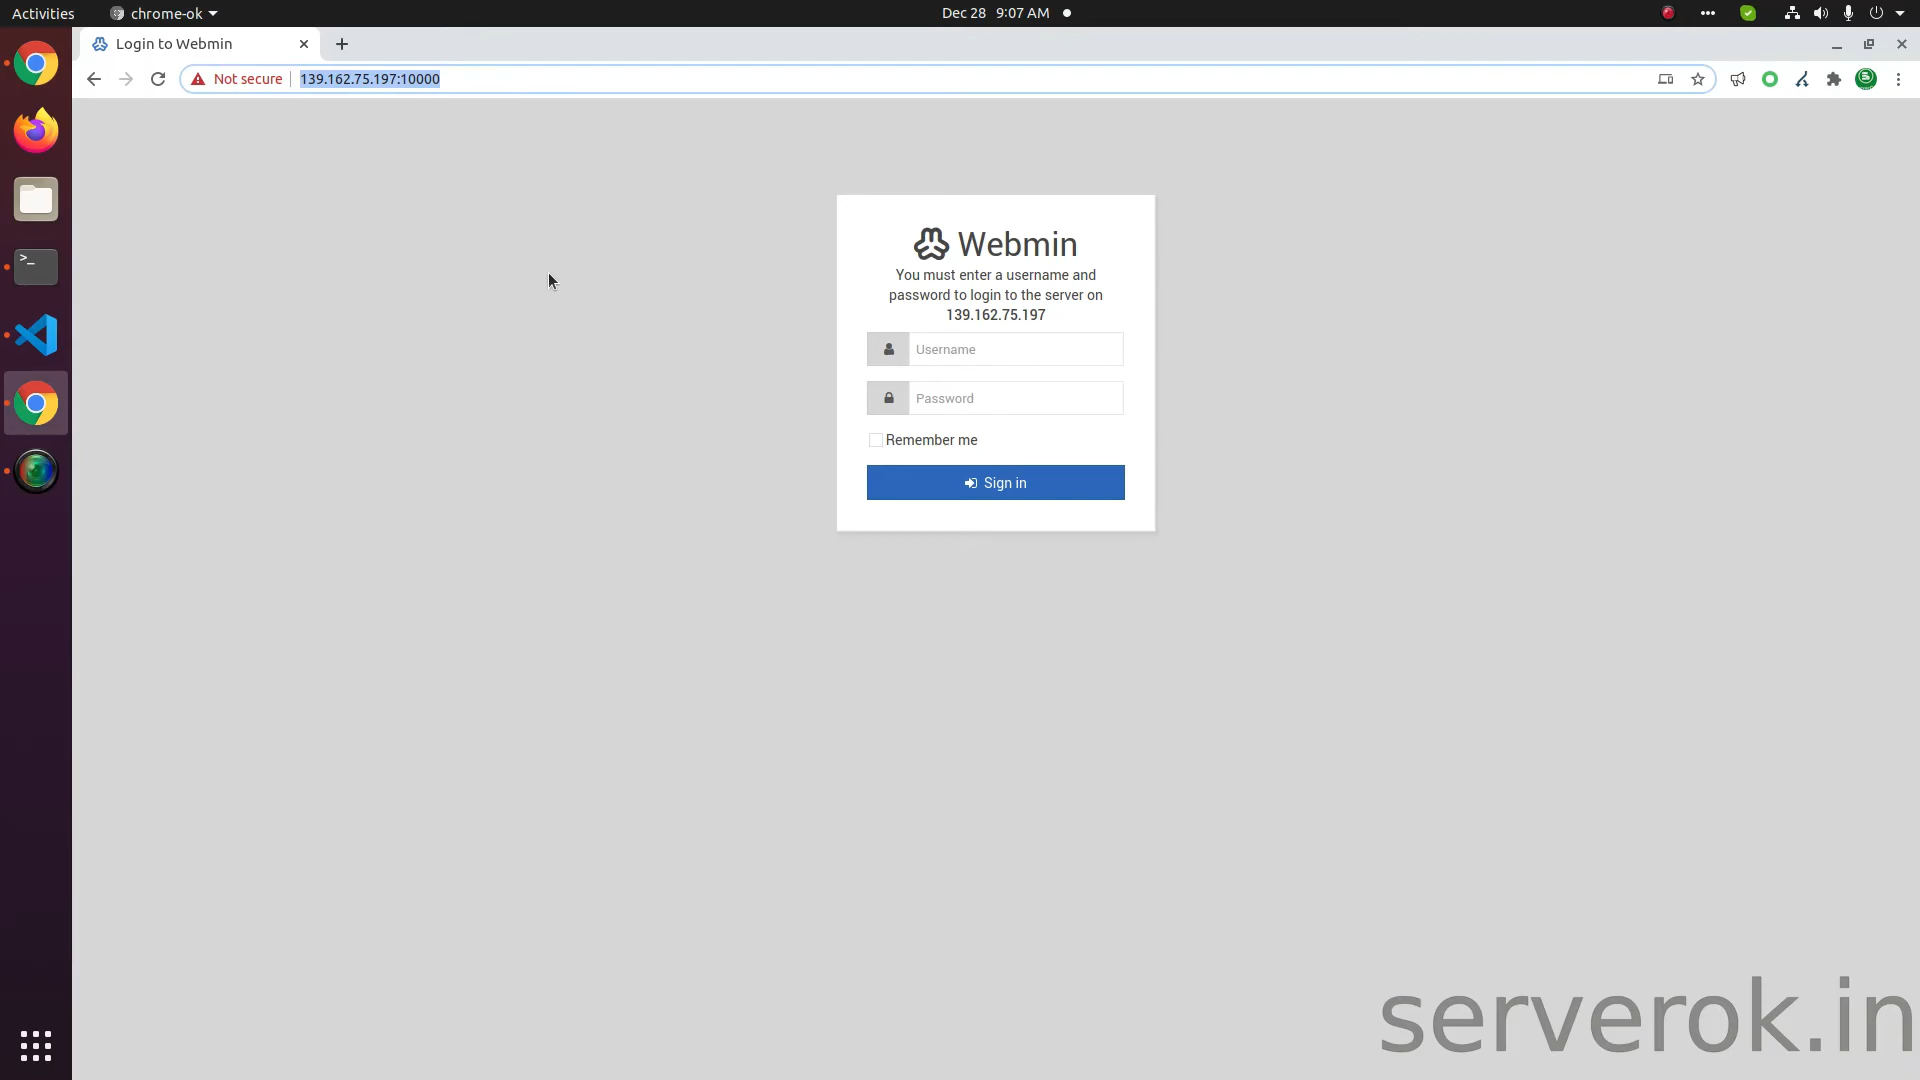 Activities
chrome-ok
Dec 28 9:07 AM
Login to Webmin
Not secure
139.162.75.197:10000
Webmin
You must enter a username and
password to login to the server on
139.162.75.197
Username
Password
Remember me
Sign in
serverok.in